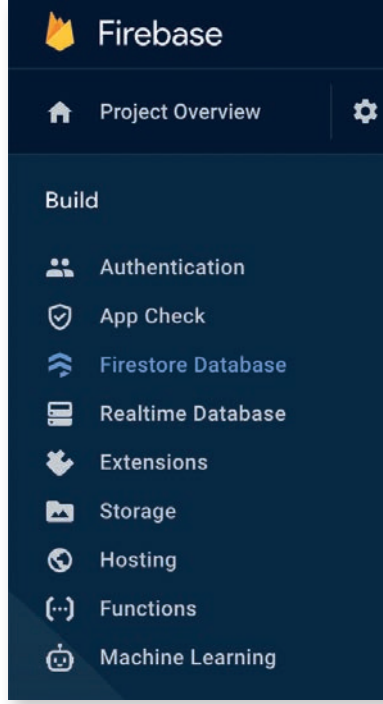 Firebase
Project Overview
Build
Authentication
App Check
Firestore Database
Realtime Database
Extensions
Storage
Hosting
Functions
Machine Learning